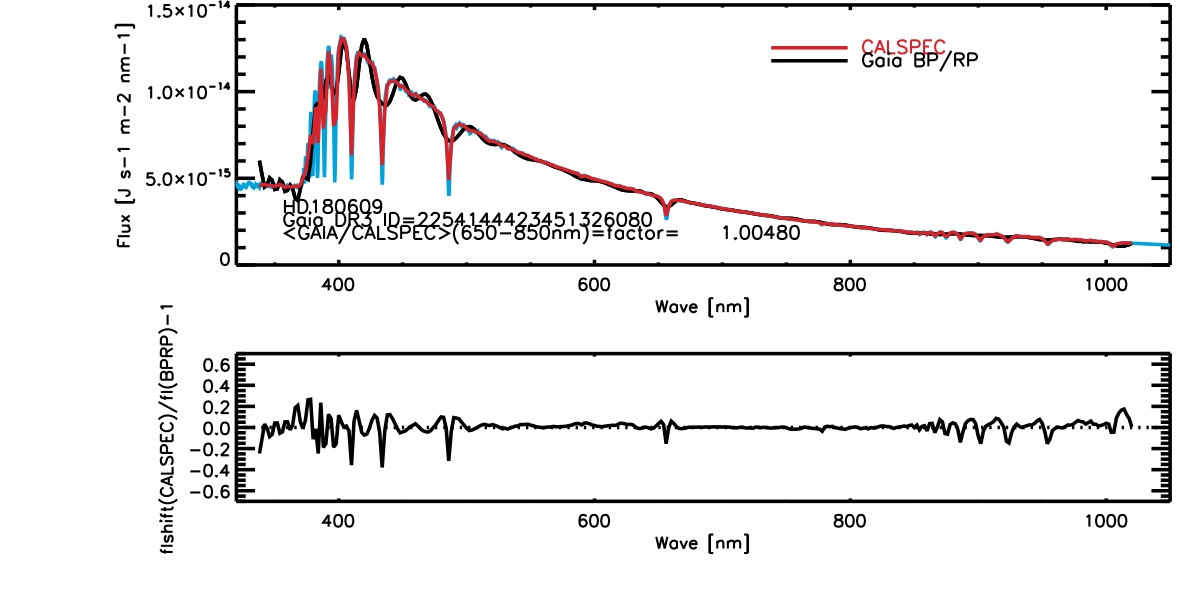 1.5×10⁻¹⁴
1.0×10⁻¹⁴
5.0×10⁻¹⁵
0
Flux [J s−1 m−2 nm−1]
CALSPEC
Gaia BP/RP
HD180609
Gaia DR3 ID=2254144423451326080
<GAIA/CALSPEC>(650−850nm)=factor= 1.00480
400 600 800 1000
Wave [nm]
flshift(CALSPEC)/fl(BPRP)−1
0.6
0.4
0.2
0.0
−0.2
−0.4
−0.6
400 600 800 1000
Wave [nm]